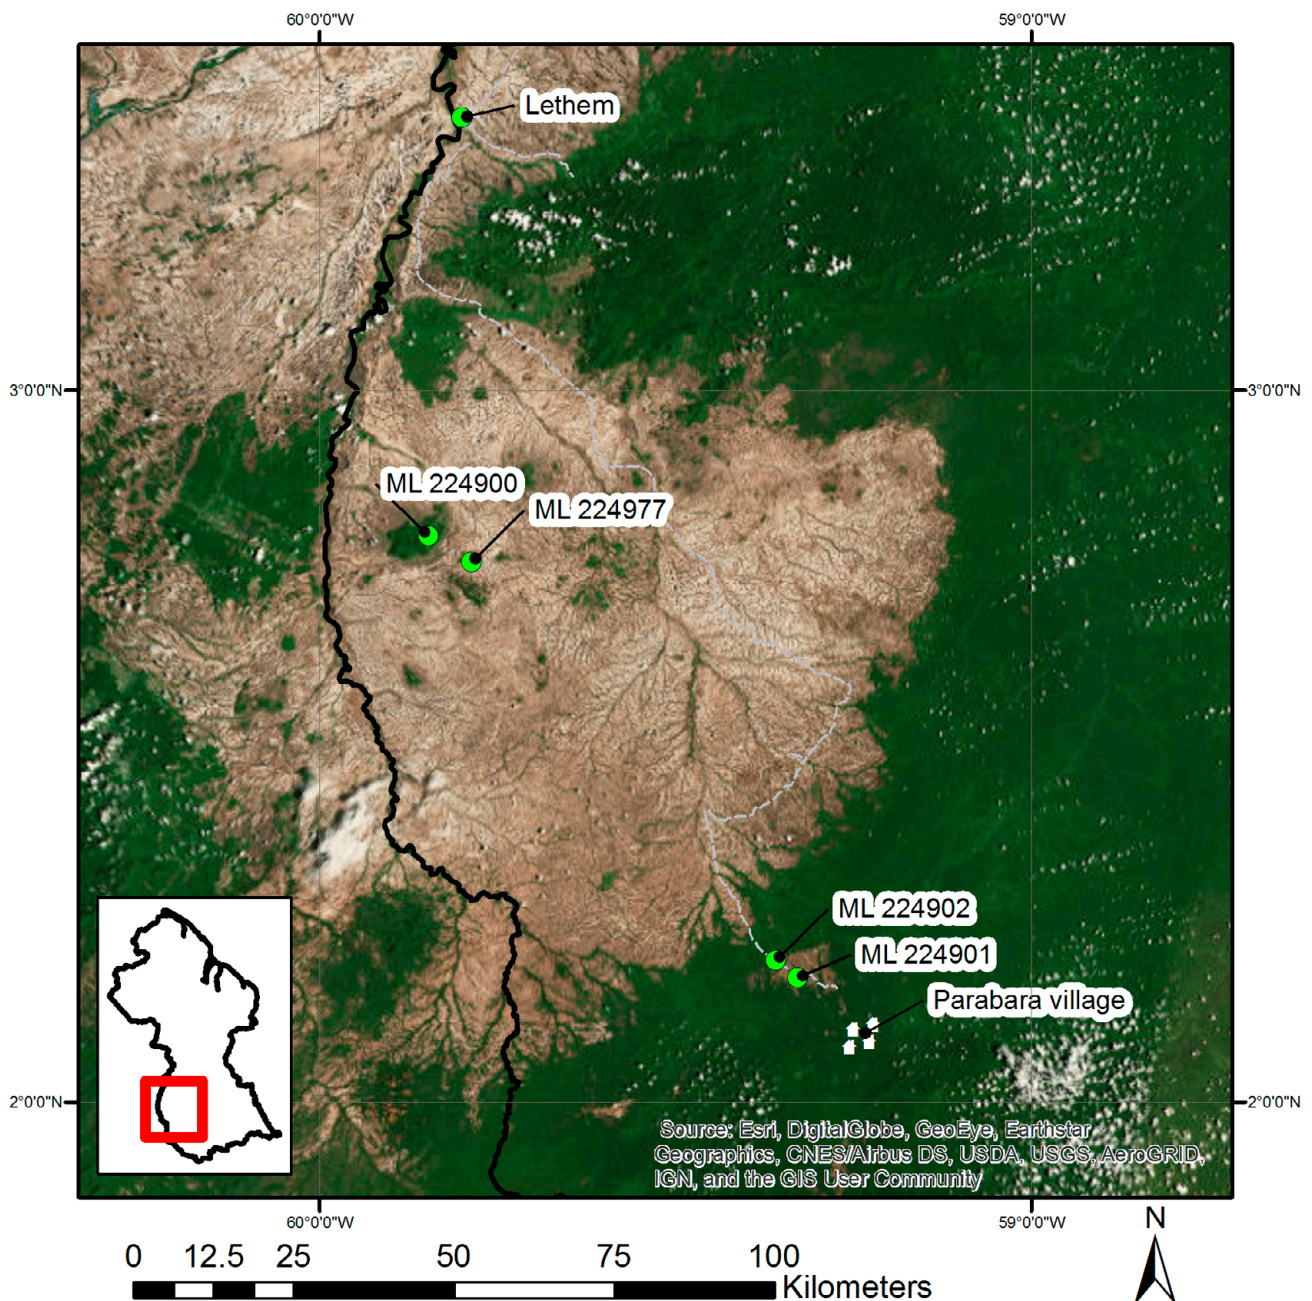 60°0'0"W
59°0'0"W
Lethem
3°0'0"N
3°0'0"N
ML 224900
ML 224977
ML 224902
ML 224901
Parabara village
2°0'0"N
2°0'0"N
Source: Esri, DigitalGlobe, GeoEye, Earthstar
Geographics, CNES/Airbus DS, USDA, USGS, AeroGRID,
IGN, and the GIS User Community
60°0'0"W
59°0'0"W
N
0 12.5 25 50 75 100
Kilometers